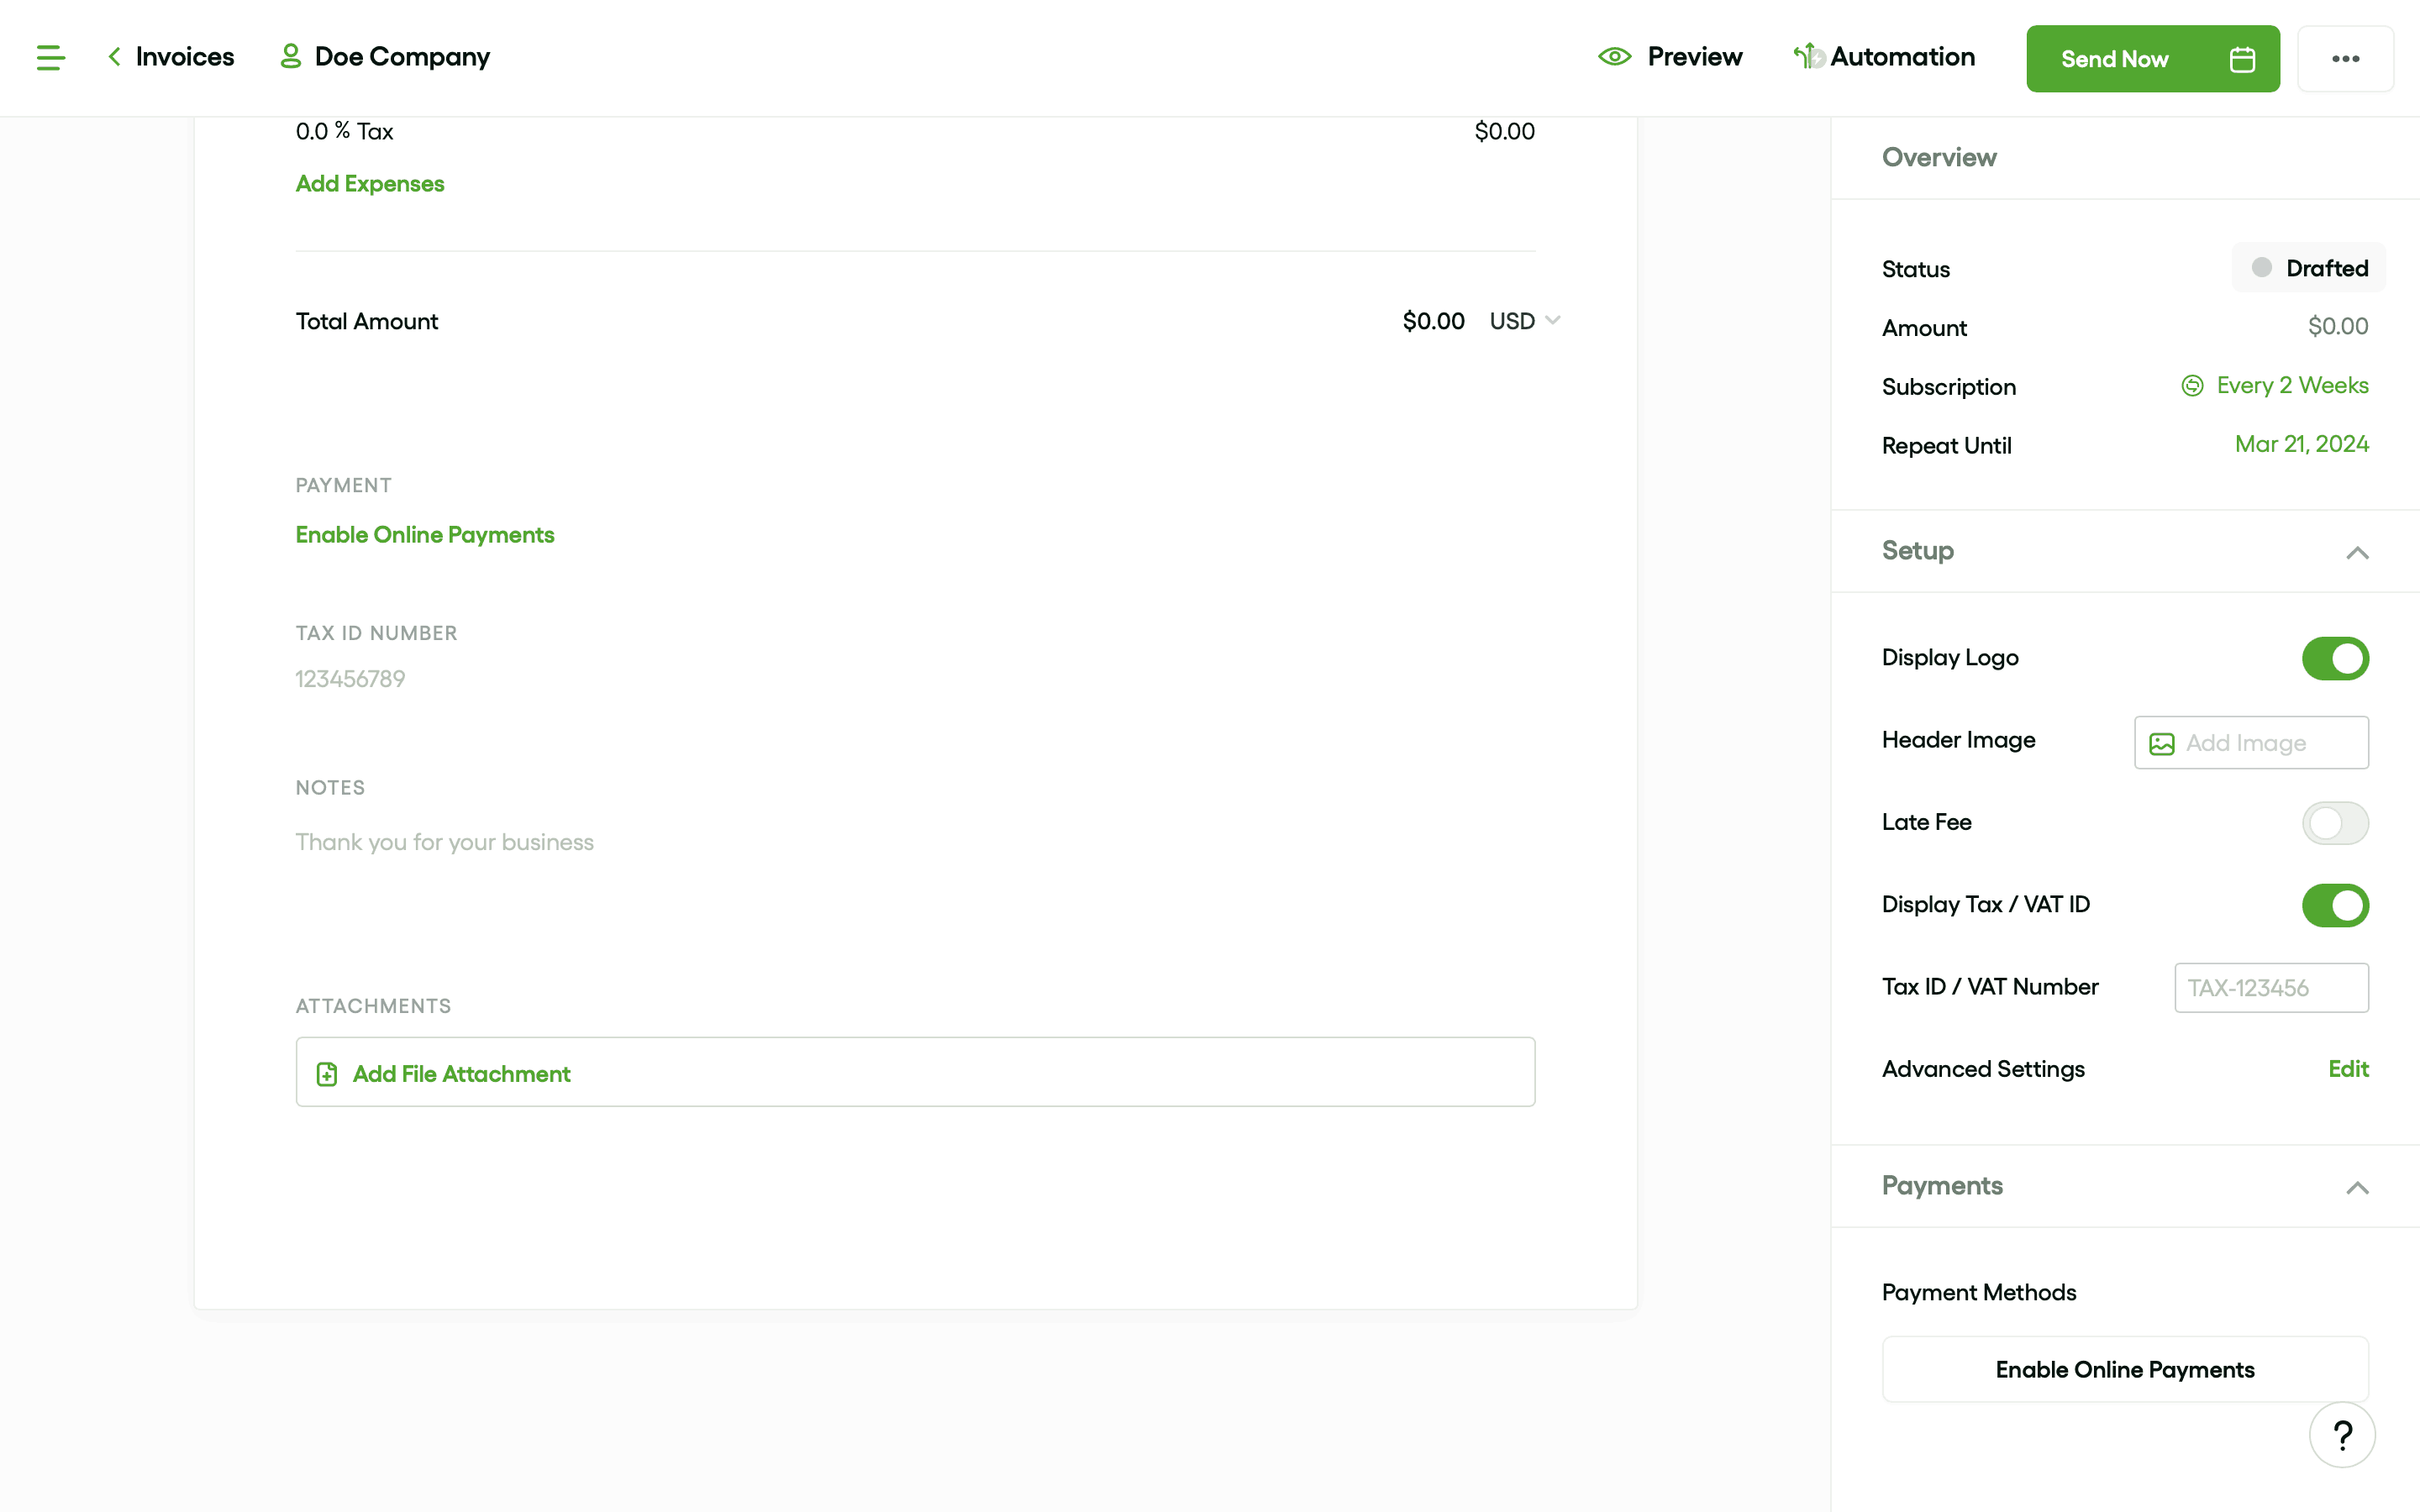 Invoices
Doe Company
Preview
Automation
Send Now
0.0 % Tax $0.00
Add Expenses
Total Amount $0.00 USD
PAYMENT
Enable Online Payments
TAX ID NUMBER
123456789
NOTES
Thank you for your business
ATTACHMENTS
Add File Attachment
Overview
Status Drafted
Amount $0.00
Subscription Every 2 Weeks
Repeat Until Mar 21, 2024
Setup
Display Logo
Header Image Add Image
Late Fee
Display Tax / VAT ID
Tax ID / VAT Number TAX-123456
Advanced Settings Edit
Payments
Payment Methods
Enable Online Payments
?